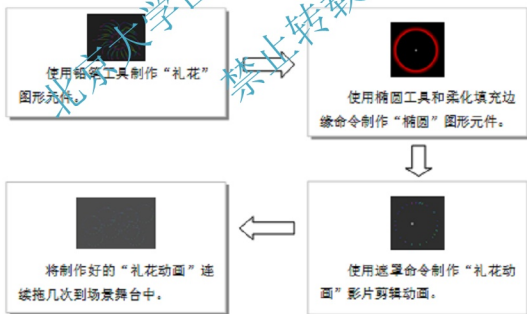 使用铅笔工具制作“礼花”
图形元件。
使用椭圆工具和柔化填充边
缘命令制作“椭圆”图形元件。
使用遮罩命令制作“礼花动
画”影片剪辑动画。
将制作好的“礼花动画”连
续拖几次到场景舞台中。
北京大学出
禁止转